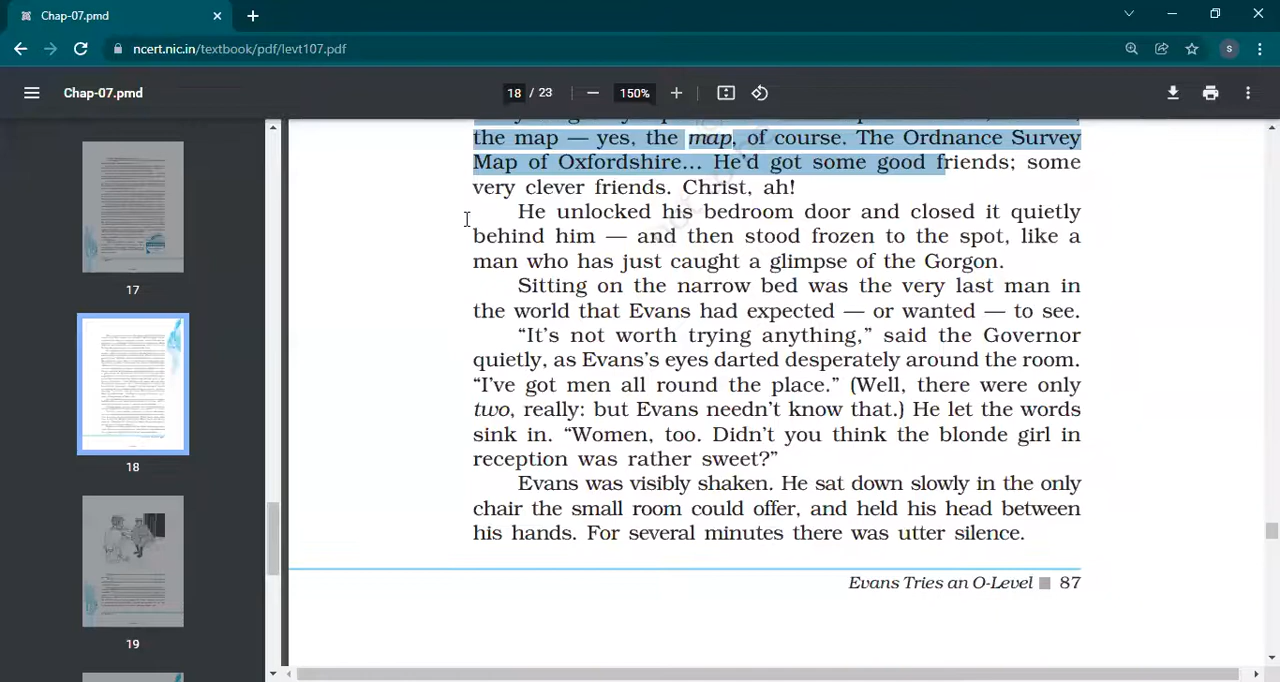 Chap-07.pmd
ncert.nic.in/textbook/pdf/levt107.pdf
s
Chap-07.pmd
18 / 23
150%
17
18
19
the map — yes, the map, of course. The Ordnance Survey
Map of Oxfordshire... He'd got some good friends; some
very clever friends. Christ, ah!
He unlocked his bedroom door and closed it quietly
behind him — and then stood frozen to the spot, like a
man who has just caught a glimpse of the Gorgon.
Sitting on the narrow bed was the very last man in
the world that Evans had expected — or wanted — to see.
“It's not worth trying anything,” said the Governor
quietly, as Evans's eyes darted desperately around the room.
“I've got men all round the place.” (Well, there were only
two, really: but Evans needn't know that.) He let the words
sink in. “Women, too. Didn't you think the blonde girl in
reception was rather sweet?”
Evans was visibly shaken. He sat down slowly in the only
chair the small room could offer, and held his head between
his hands. For several minutes there was utter silence.
Evans Tries an O-Level 87